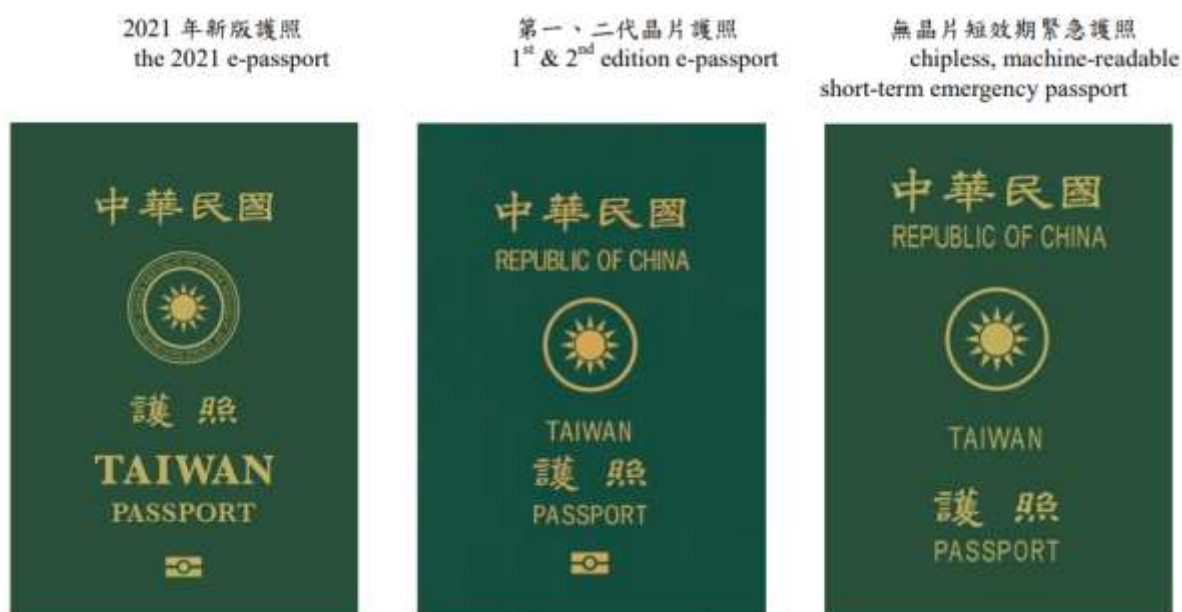 2021 年新版護照
the 2021 e-passport
第一、二代晶片護照
1st & 2nd edition e-passport
無晶片短效期緊急護照
chipless, machine-readable
short-term emergency passport
中華民國
護照
TAIWAN
PASSPORT
中華民國
REPUBLIC OF CHINA
TAIWAN
護照
PASSPORT
中華民國
REPUBLIC OF CHINA
TAIWAN
護照
PASSPORT